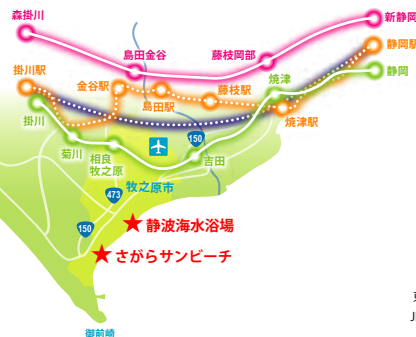 森掛川
新静岡
島田金谷
藤枝岡部
静岡駅
掛川駅
金谷駅
島田駅
藤枝駅
焼津
静岡
掛川
焼津駅
菊川
相良
牧之原
150
吉田
473
牧之原市
150
静波海水浴場
さがらサンビーチ
御前崎